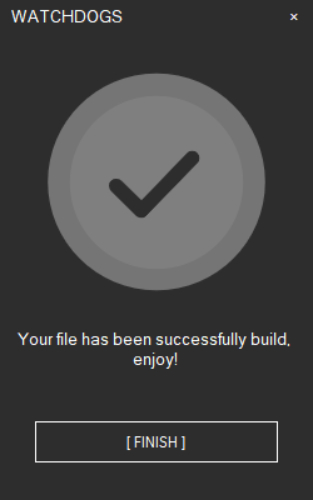 WATCHDOGS ×
Your file has been successfully build,
enjoy!
[ FINISH ]